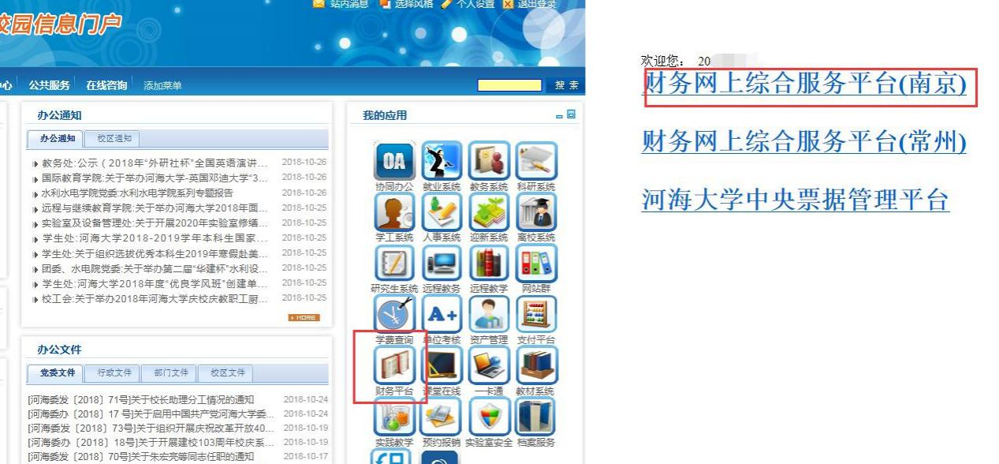 站内消息 选择风格 个人设置 退出登录
校园信息门户
公共服务 在线咨询 添加菜单 搜 索
办公通知
办公通知 校区通知
教务处:公示（2018年“外研社杯”全国英语演讲... 2018-10-26
国际教育学院:关于举办河海大学-英国邓迪大学“3... 2018-10-26
水利水电学院党委:水利水电学院系列专题报告 2018-10-26
远程与继续教育学院:关于举办河海大学2018年面... 2018-10-25
实验室及设备管理处:关于开展2020年实验室修缮... 2018-10-25
学生处:河海大学2018-2019学年本科生国家... 2018-10-25
学生处:关于组织选拔优秀本科生2019年寒假赴美... 2018-10-25
团委、水电院党委:关于举办第二届“华建杯”水利设... 2018-10-25
学生处:河海大学2018年度“优良学风班”创建单... 2018-10-25
校工会:关于举办2018年河海大学庆校庆教职工厨... 2018-10-25
MORE
办公文件
党委文件 行政文件 部门文件 校区文件
[河海委发〔2018〕71号]关于校长助理分工情况的通知 2018-10-24
[河海委办〔2018〕17 号]关于启用中国共产党河海大学委... 2018-10-24
[河海委发〔2018〕73号]关于组织开展庆祝改革开放40... 2018-10-19
[河海委办〔2018〕18号]关于开展建校103周年校庆系... 2018-10-19
[河海委发〔2018〕70号]关于朱宏亮等同志任职的通知 2018-10-17
我的应用
OA
协同办公 就业系统 教务系统 科研系统
学工系统 人事系统 迎新系统 离校系统
研究生系统 远程教务 远程教学 网站群
A+
学费查询 单位考核 资产管理 支付平台
财务平台 课堂在线 一卡通 教材系统
实践教学 预约报销 实验室安全 档案服务
欢迎您： 20
财务网上综合服务平台(南京)
财务网上综合服务平台(常州)
河海大学中央票据管理平台